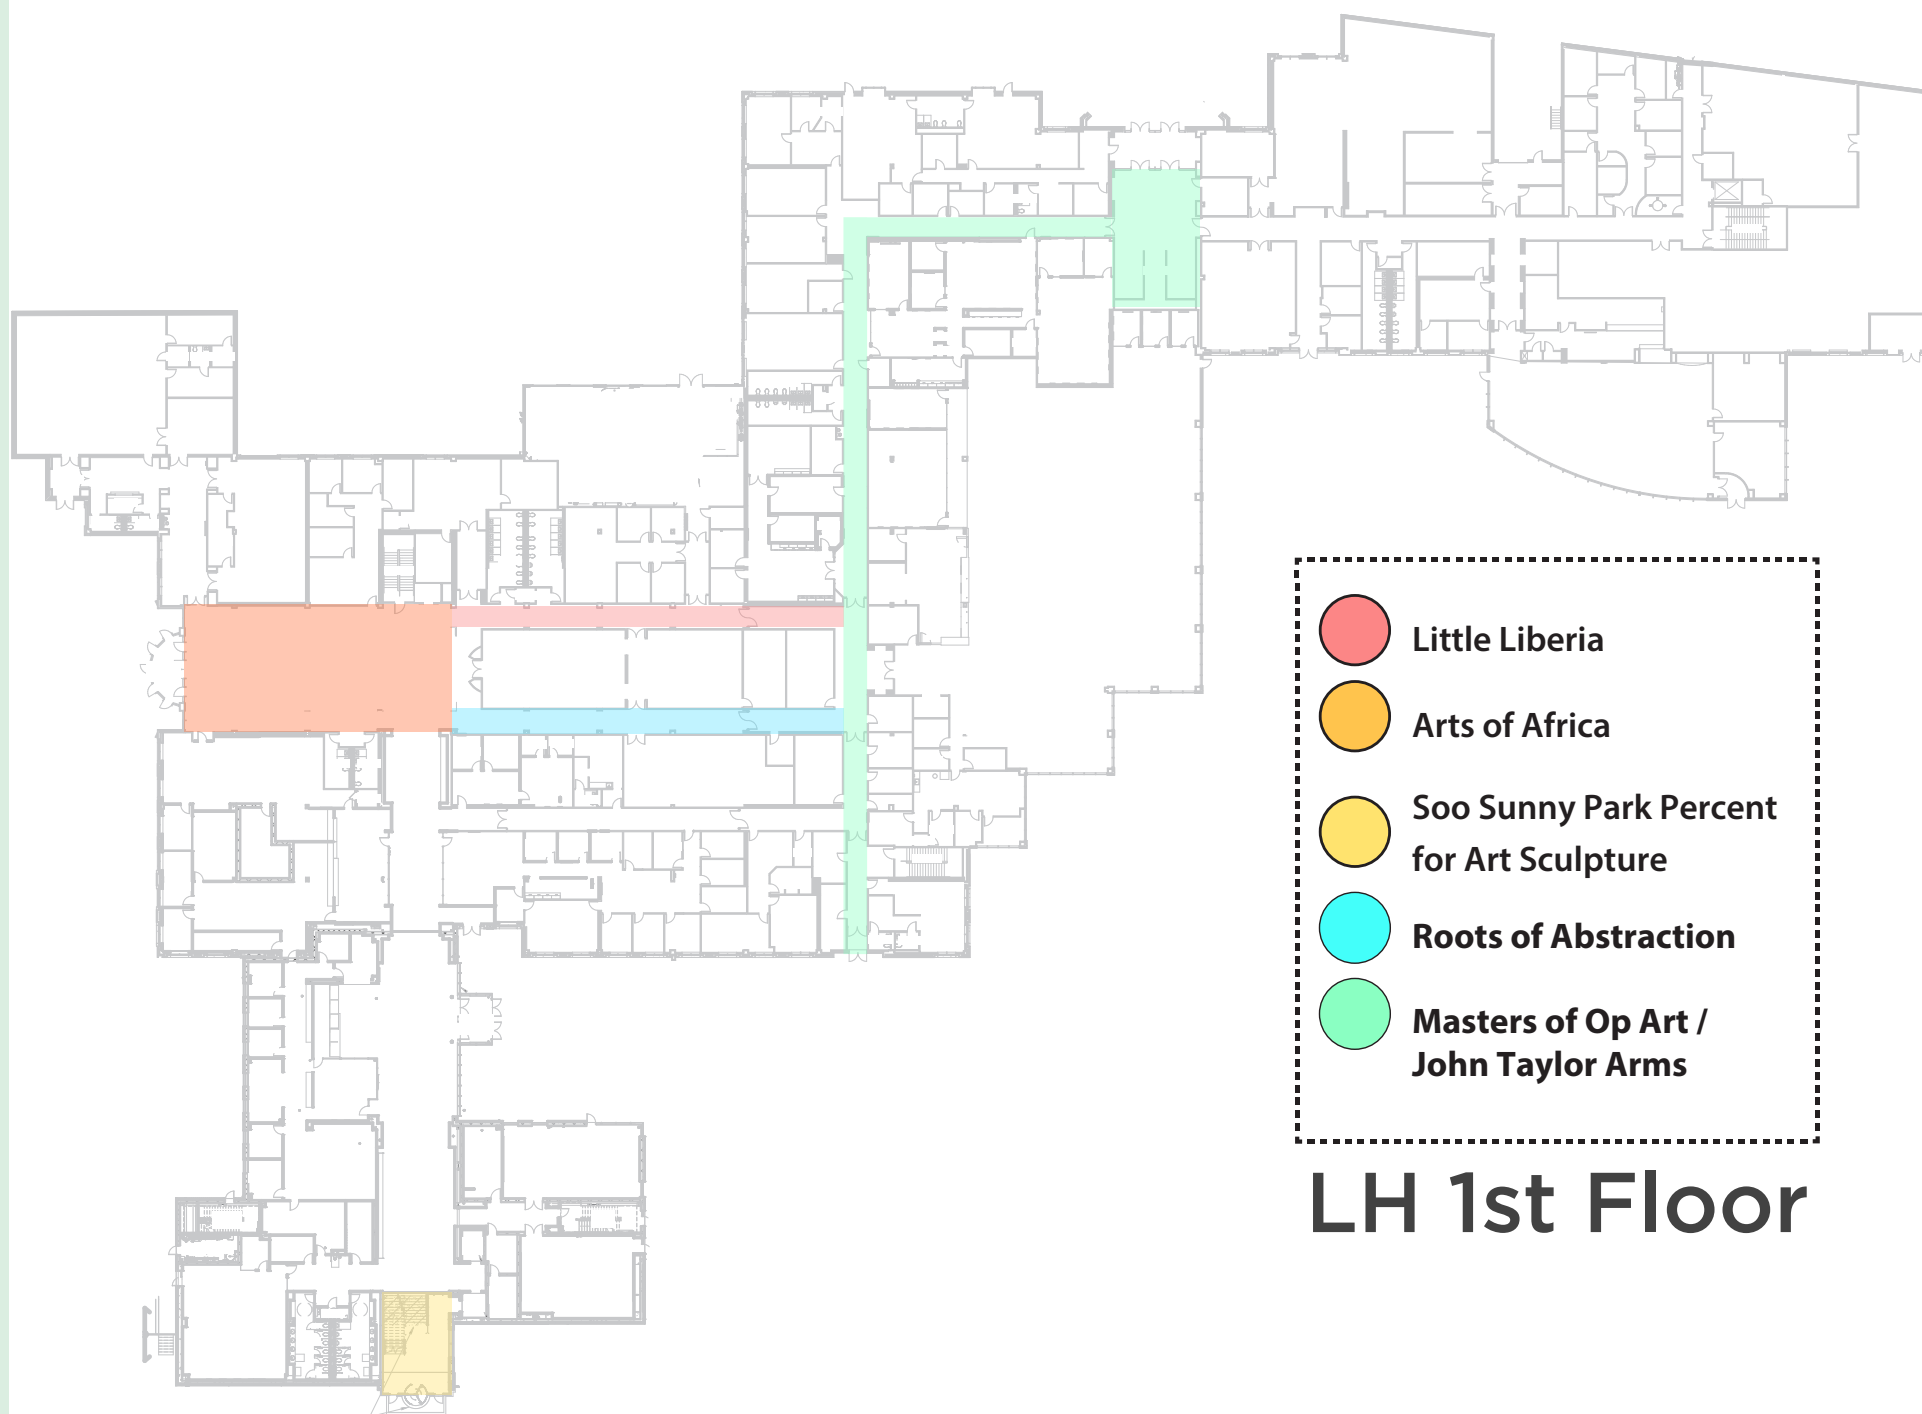 Little Liberia
Arts of Africa
Soo Sunny Park Percent
for Art Sculpture
Roots of Abstraction
Masters of Op Art /
John Taylor Arms
LH 1st Floor